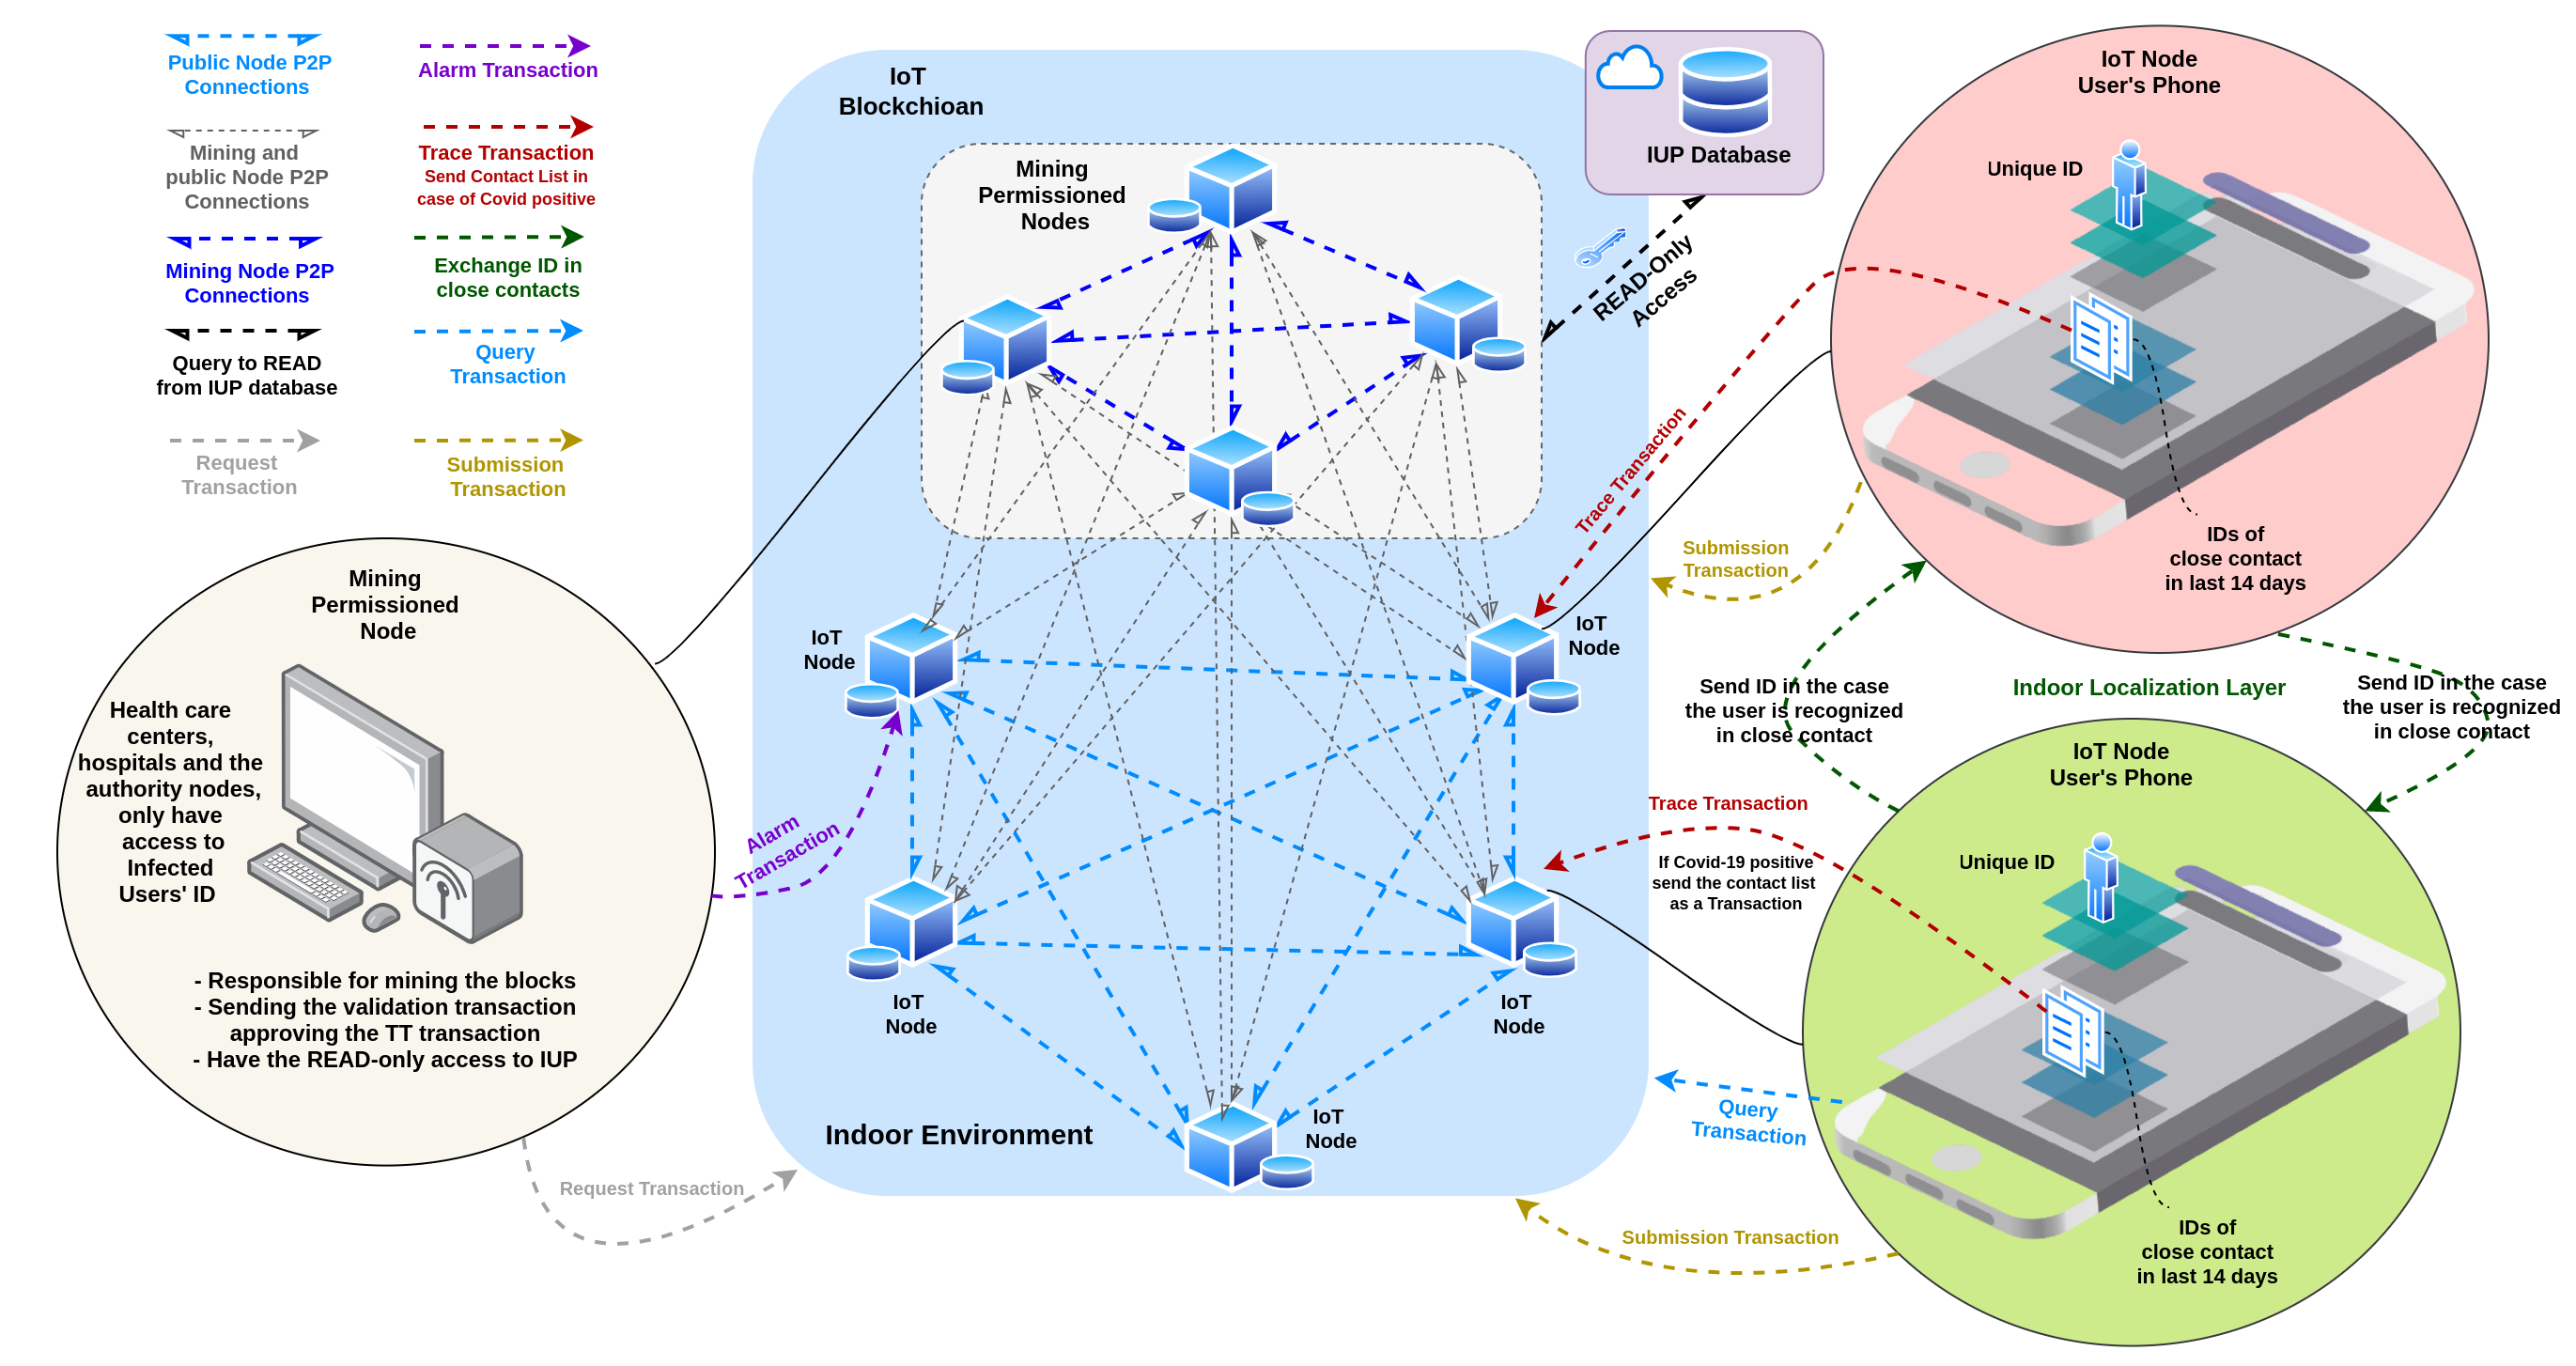 Public Node P2P
Connections
Mining and
public Node P2P
Connections
Mining Node P2P
Connections
Query to READ
from IUP database
Request
Transaction
Alarm Transaction
Trace Transaction
Send Contact List in
case of Covid positive
Exchange ID in
close contacts
Query
Transaction
Submission
Transaction
Mining
Permissioned
Node
Health care
centers,
hospitals and the
authority nodes,
only have
access to
Infected
Users' ID
- Responsible for mining the blocks
- Sending the validation transaction
approving the TT transaction
- Have the READ-only access to IUP
Request Transaction
Alarm
Transaction
IoT
Blockchioan
Mining
Permissioned
Nodes
IoT
Node
IoT
Node
IoT
Node
IoT
Node
IoT
Node
Indoor Environment
IUP Database
READ-Only
Access
Trace Transaction
Submission
Transaction
IoT Node
User's Phone
Unique ID
IDs of
close contact
in last 14 days
Send ID in the case
the user is recognized
in close contact
Indoor Localization Layer
Send ID in the case
the user is recognized
in close contact
Trace Transaction
If Covid-19 positive
send the contact list
as a Transaction
IoT Node
User's Phone
Unique ID
IDs of
close contact
in last 14 days
Query
Transaction
Submission Transaction